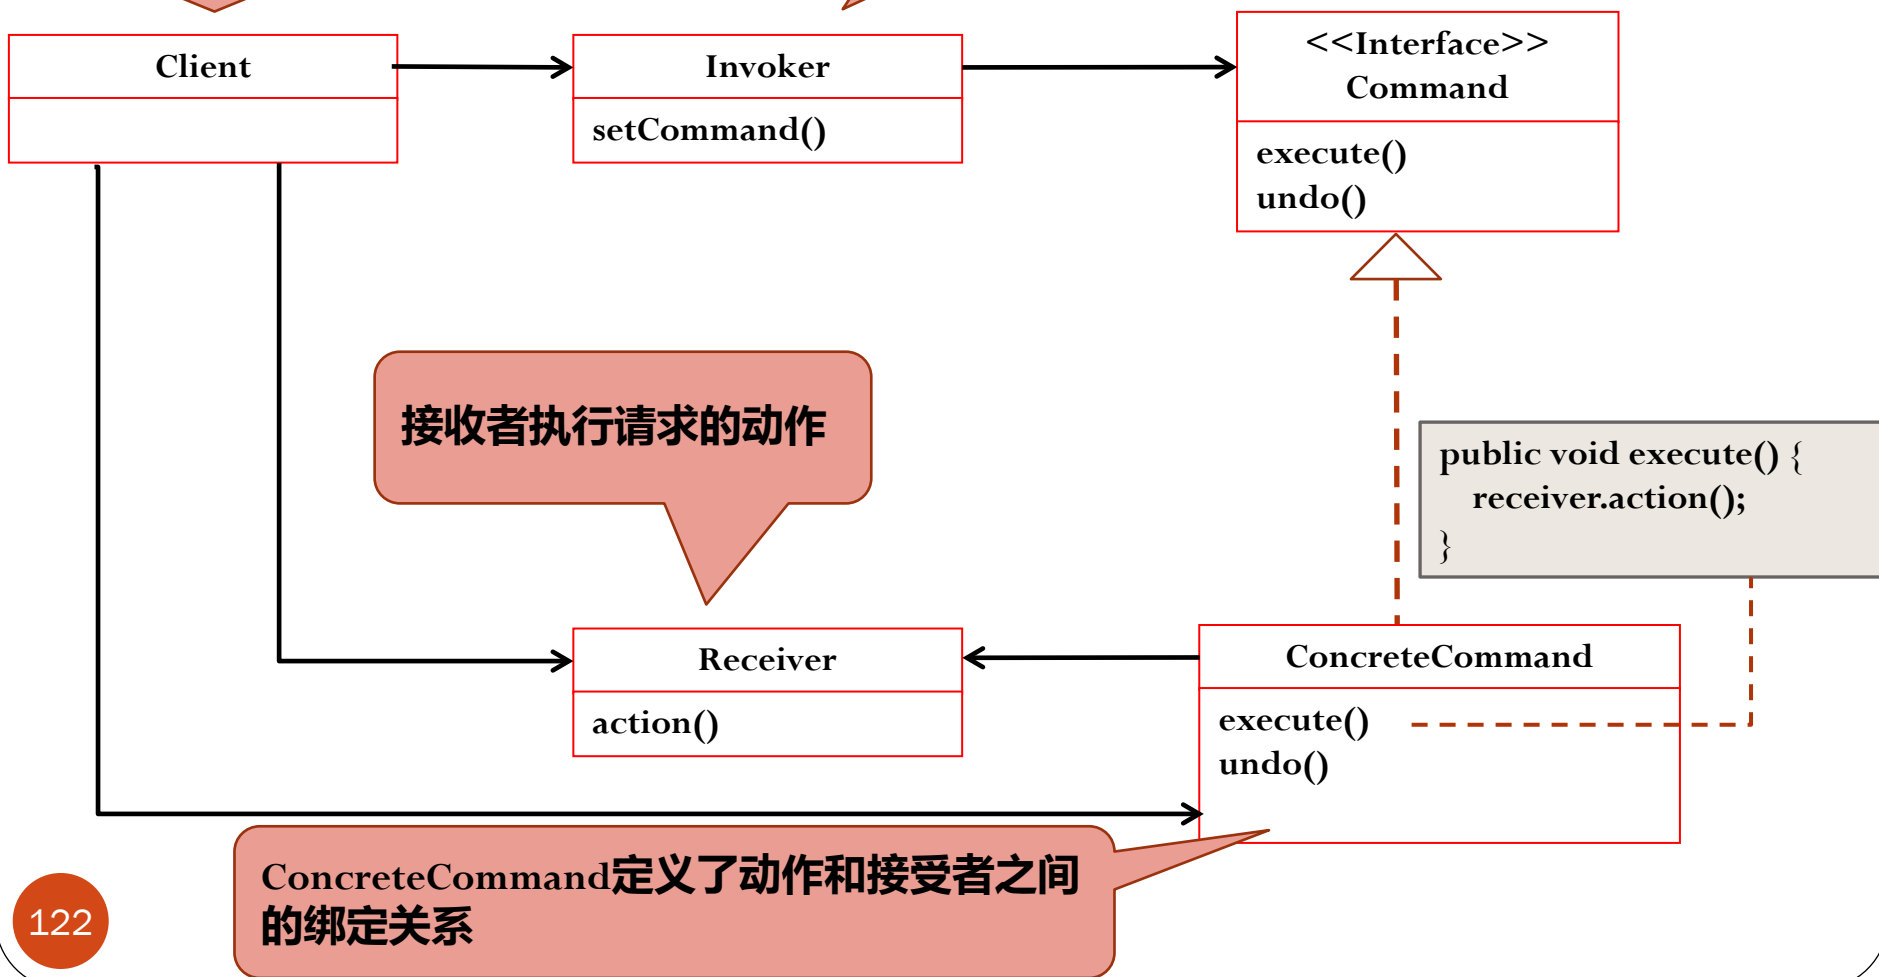 Client
Invoker
setCommand()
<<Interface>>
Command
execute()
undo()
接收者执行请求的动作
public void execute() {
receiver.action();
}
Receiver
action()
ConcreteCommand
execute()
undo()
ConcreteCommand定义了动作和接受者之间
的绑定关系
122